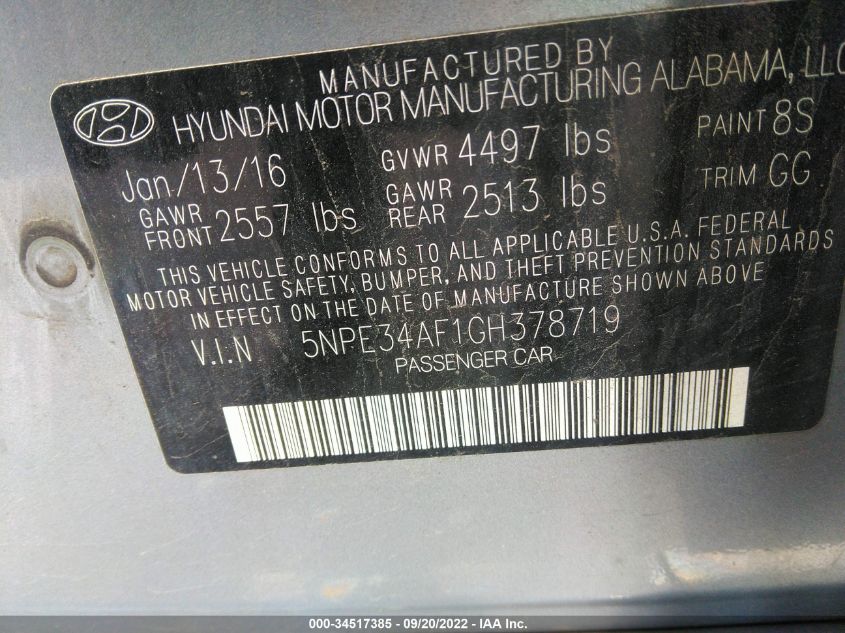 MANUFACTURED BY
HYUNDAI MOTOR MANUFACTURING ALABAMA, LLC
Jan/13/16 GVWR 4497 lbs PAINT 8S
GAWR FRONT 2557 lbs GAWR REAR 2513 lbs TRIM GG
THIS VEHICLE CONFORMS TO ALL APPLICABLE U.S.A. FEDERAL
MOTOR VEHICLE SAFETY, BUMPER, AND THEFT PREVENTION STANDARDS
IN EFFECT ON THE DATE OF MANUFACTURE SHOWN ABOVE
V.I.N 5NPE34AF1GH378719
PASSENGER CAR
000-34517385 - 09/20/2022 - IAA Inc.